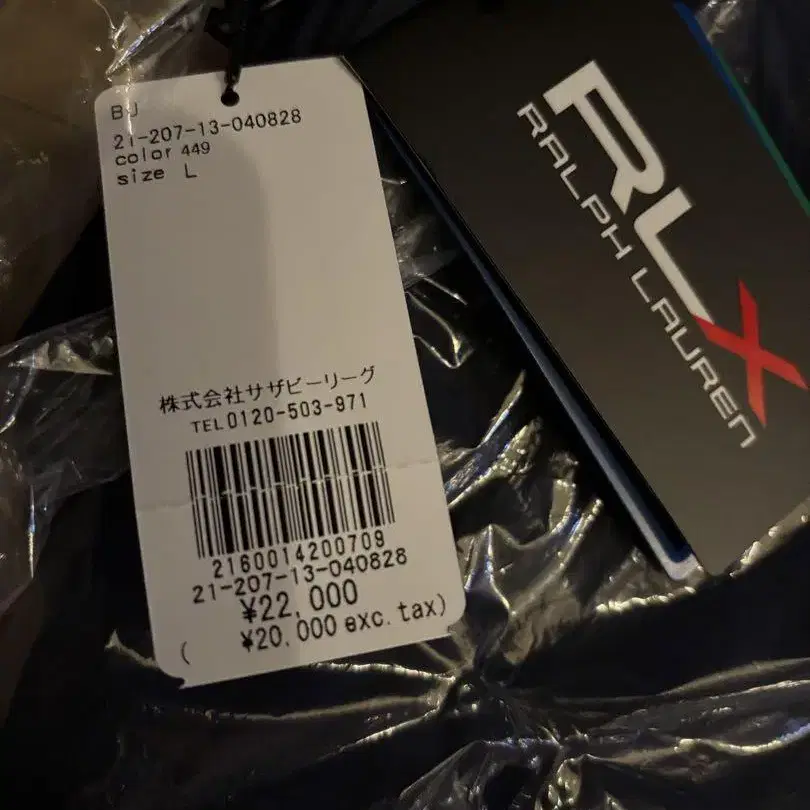 BJ
21-207-13-040828
color 449
size L
株式会社サザビーリーグ
TEL0120-503-971
2160014200709
21-207-13-040828
¥22,000
( ¥20,000 exc. tax)
RLX
RALPH LAUREN